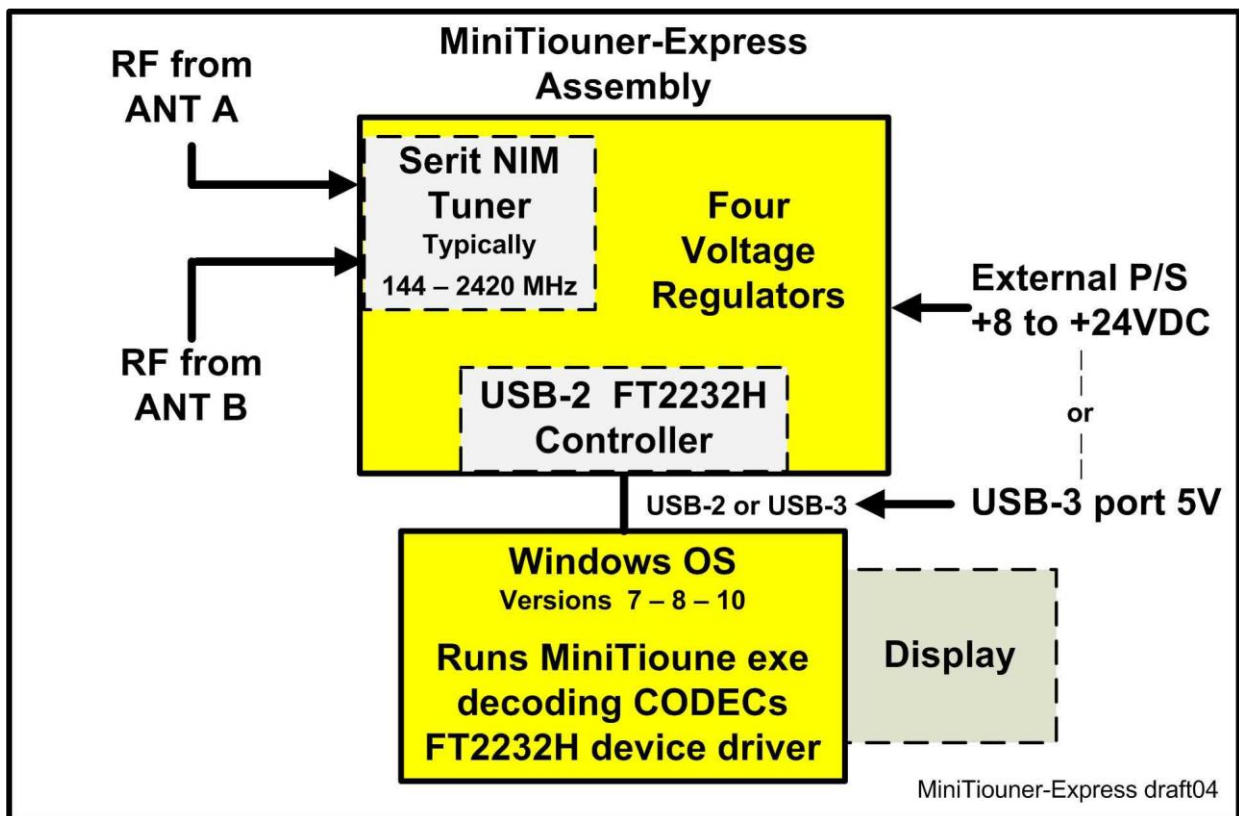 MiniTiouner-Express
Assembly
RF from
ANT A
Serit NIM
Tuner
Typically
144 – 2420 MHz
Four
Voltage
Regulators
External P/S
+8 to +24VDC
or
USB-3 port 5V
RF from
ANT B
USB-2 FT2232H
Controller
USB-2 or USB-3
Windows OS
Versions 7 – 8 – 10
Runs MiniTioune exe
decoding CODECs
FT2232H device driver
Display
MiniTiouner-Express draft04